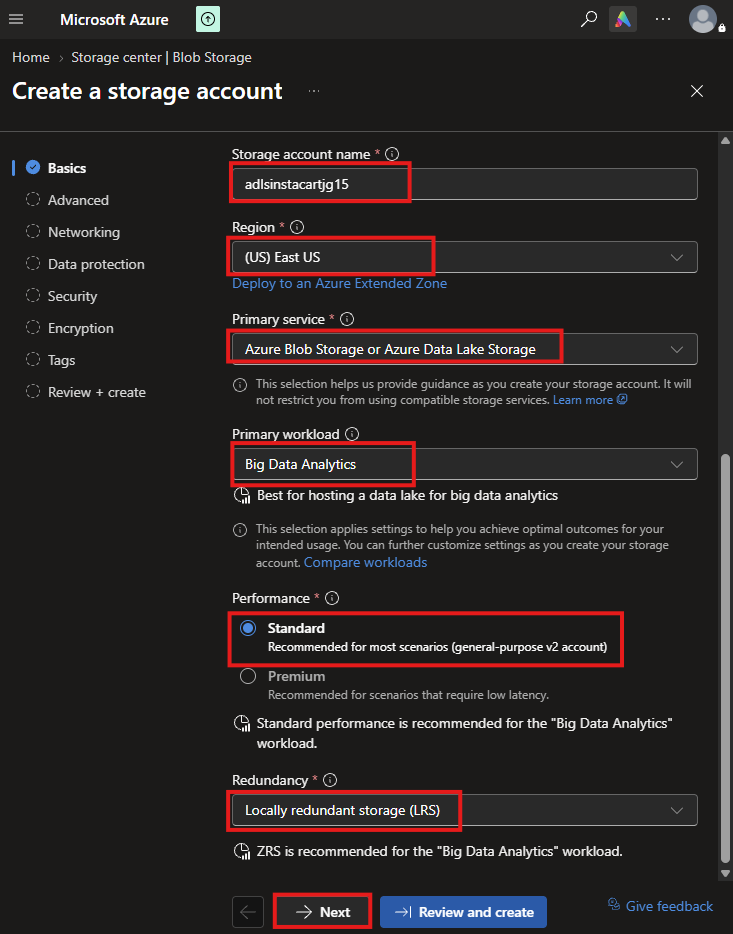 Microsoft Azure
Home > Storage center | Blob Storage
Create a storage account
Basics
Advanced
Networking
Data protection
Security
Encryption
Tags
Review + create
Storage account name *
adlsinstacartjg15
Region *
(US) East US
Deploy to an Azure Extended Zone
Primary service *
Azure Blob Storage or Azure Data Lake Storage
This selection helps us provide guidance as you create your storage account. It will
not restrict you from using compatible storage services. Learn more
Primary workload
Big Data Analytics
Best for hosting a data lake for big data analytics
This selection applies settings to help you achieve optimal outcomes for your
intended usage. You can further customize settings as you create your storage
account. Compare workloads
Performance *
Standard
Recommended for most scenarios (general-purpose v2 account)
Premium
Recommended for scenarios that require low latency.
Standard performance is recommended for the "Big Data Analytics"
workload.
Redundancy *
Locally redundant storage (LRS)
ZRS is recommended for the "Big Data Analytics" workload.
Next
Review and create
Give feedback